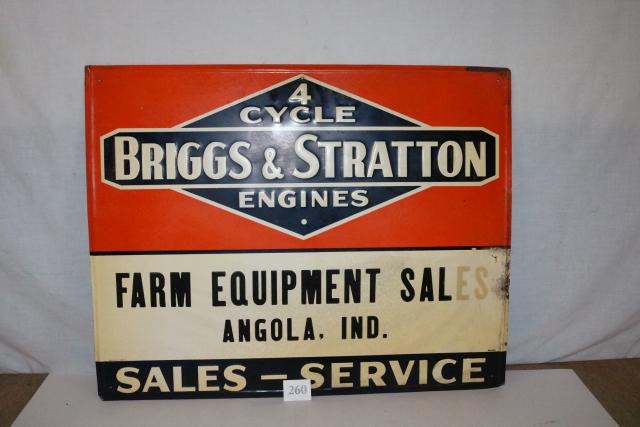 4
CYCLE
BRIGGS & STRATTON
ENGINES
FARM EQUIPMENT SALES
ANGOLA, IND.
SALES — SERVICE
260